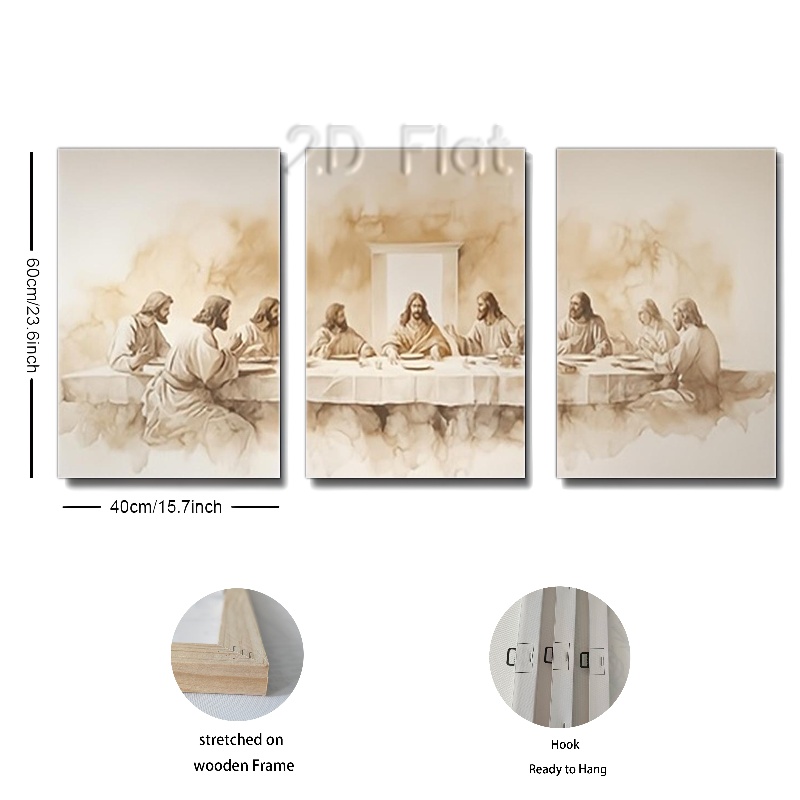 2D Flat
60cm/23.6inch
40cm/15.7inch
stretched on
wooden Frame
Hook
Ready to Hang